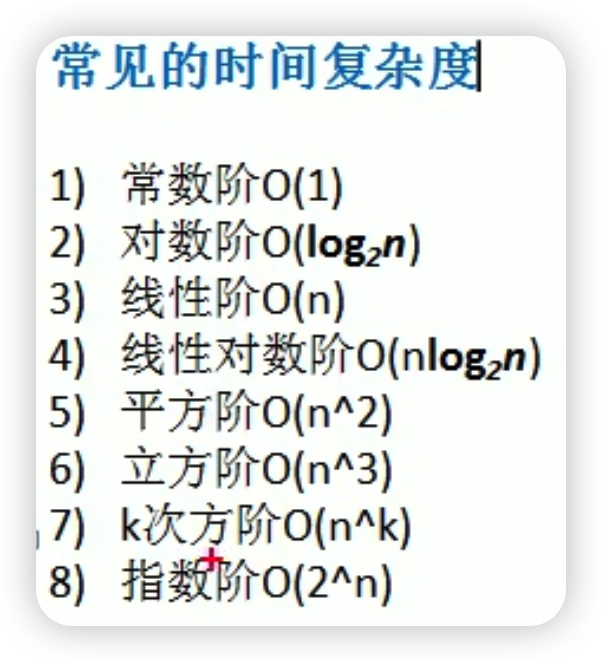 常见的时间复杂度
1) 常数阶O(1)
2) 对数阶O(log₂n)
3) 线性阶O(n)
4) 线性对数阶O(nlog₂n)
5) 平方阶O(n^2)
6) 立方阶O(n^3)
7) k次方阶O(n^k)
8) 指数阶O(2^n)